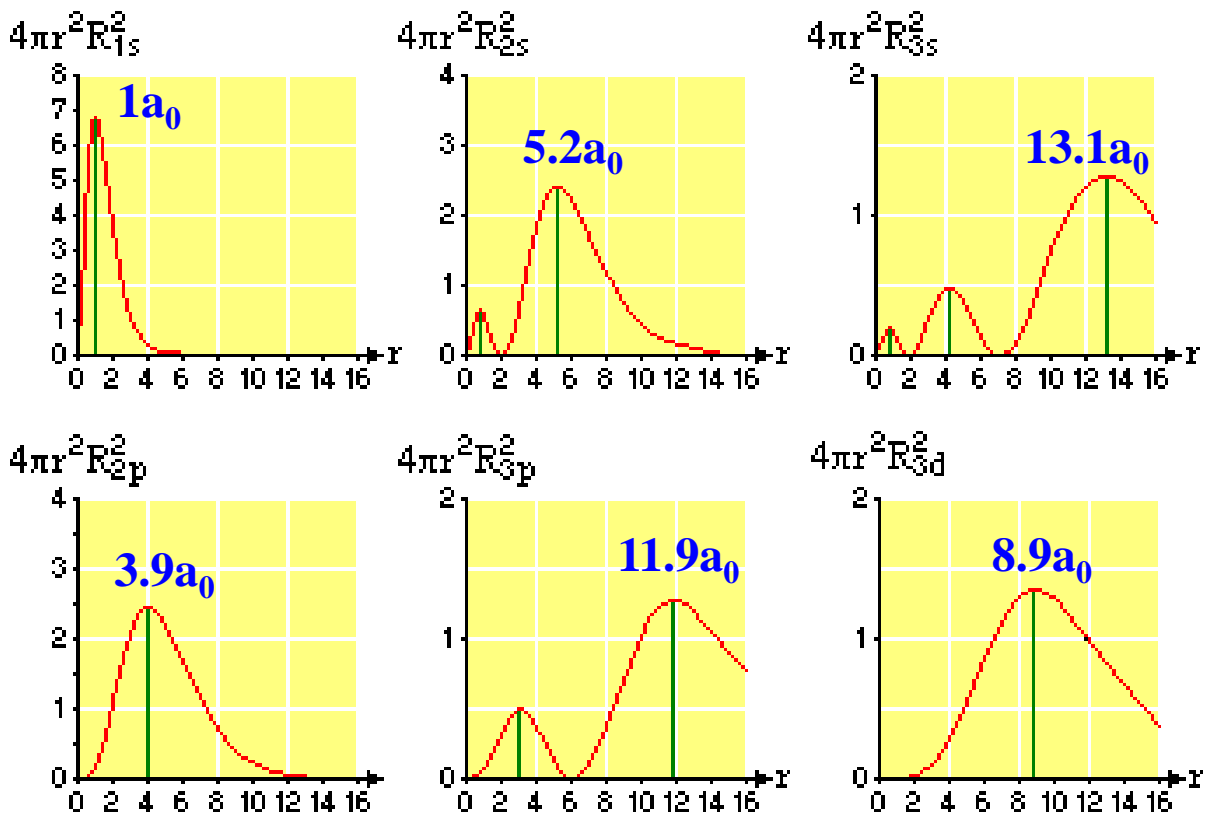 4πr²R²1s 4πr²R²2s 4πr²R²3s
8 7 6 5 4 3 2 1 0
1a₀
0 2 4 6 8 10 12 14 16 r
4 3 2 1 0
5.2a₀
0 2 4 6 8 10 12 14 16 r
2 1 0
13.1a₀
0 2 4 6 8 10 12 14 16 r
4πr²R²2p 4πr²R²3p 4πr²R²3d
4 3 2 1 0
3.9a₀
0 2 4 6 8 10 12 14 16
2 1 0
11.9a₀
0 2 4 6 8 10 12 14 16 r
2 1 0
8.9a₀
0 2 4 6 8 10 12 14 16 r